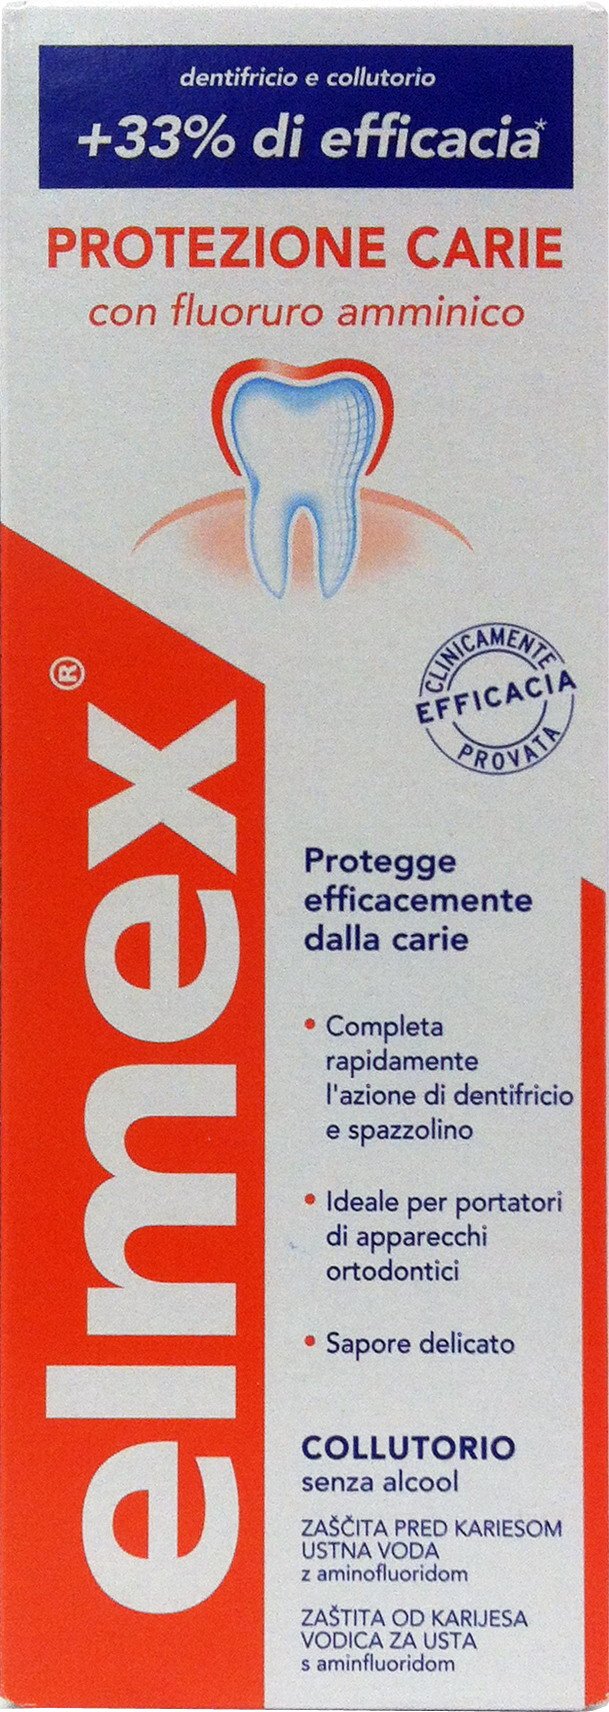 dentifricio e collutorio
+33% di efficacia*
PROTEZIONE CARIE
con fluoruro amminico
CLINICAMENTE
EFFICACIA
PROVATA
elmex®
Protegge
efficacemente
dalla carie
• Completa
rapidamente
l'azione di dentifricio
e spazzolino
• Ideale per portatori
di apparecchi
ortodontici
• Sapore delicato
COLLUTORIO
senza alcool
ZAŠČITA PRED KARIESOM
USTNA VODA
z aminofluoridom
ZAŠTITA OD KARIJESA
VODICA ZA USTA
s aminfluoridom